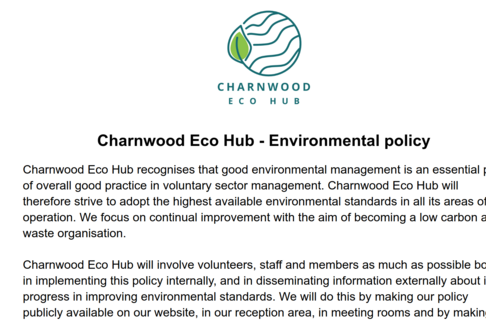 CHARNWOOD
ECO HUB
Charnwood Eco Hub - Environmental policy
Charnwood Eco Hub recognises that good environmental management is an essential p
of overall good practice in voluntary sector management. Charnwood Eco Hub will
therefore strive to adopt the highest available environmental standards in all its areas of
operation. We focus on continual improvement with the aim of becoming a low carbon a
waste organisation.
Charnwood Eco Hub will involve volunteers, staff and members as much as possible bo
in implementing this policy internally, and in disseminating information externally about i
progress in improving environmental standards. We will do this by making our policy
publicly available on our website, in our reception area, in meeting rooms and by making